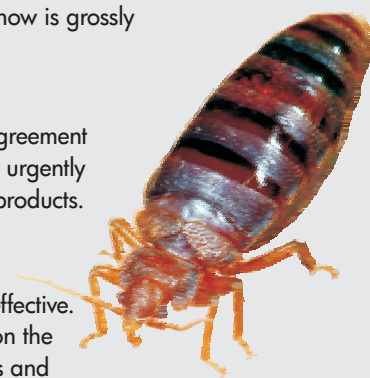 now is grossly
greement
urgently
products.
ffective.
on the
s and